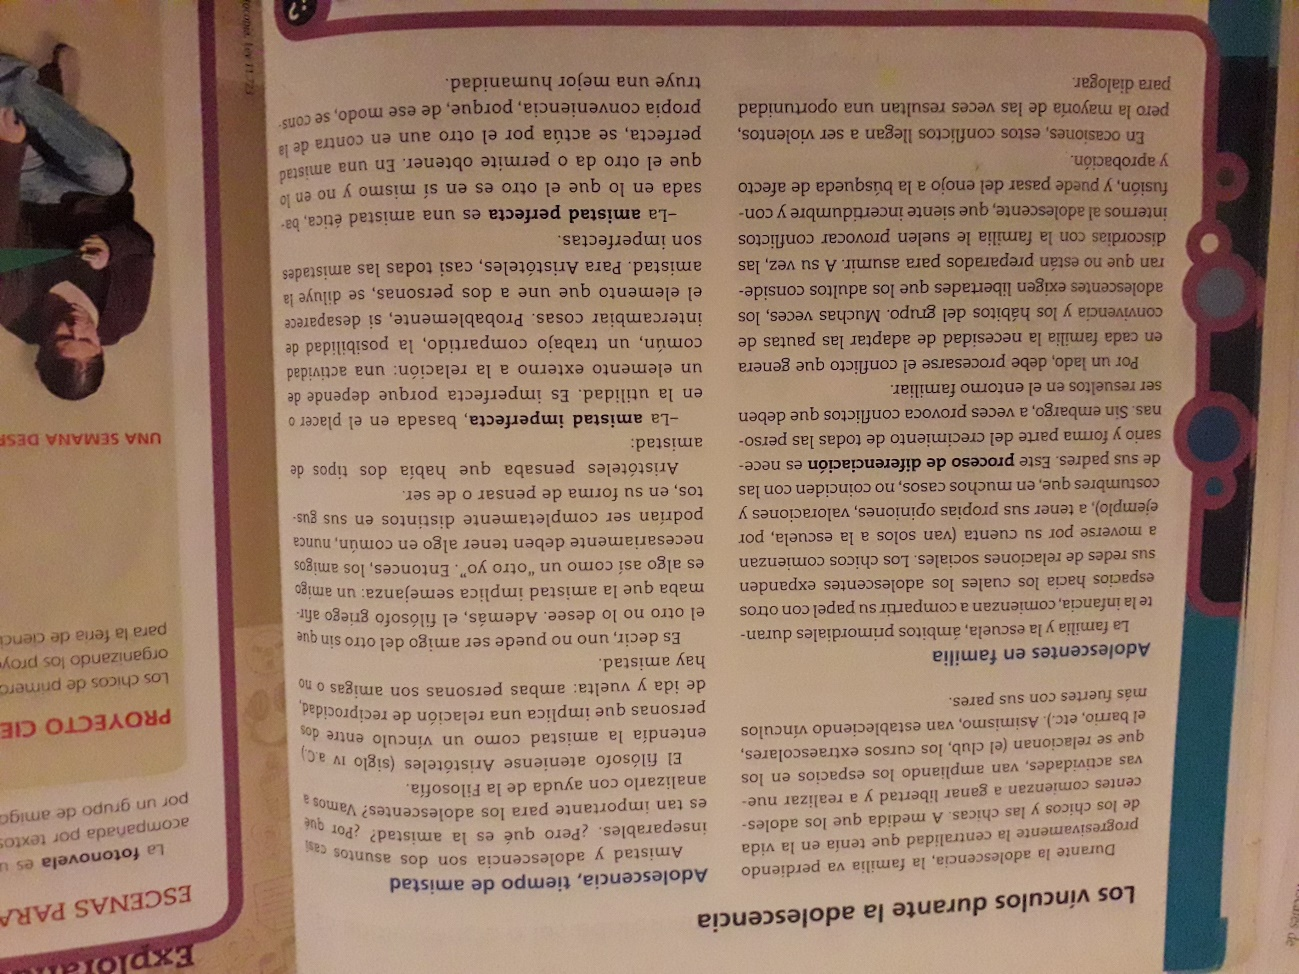 Los vínculos durante la adolescencia
Durante la adolescencia, la familia va perdiendo
progresivamente la centralidad que tenía en la vida
de los chicos y las chicas. A medida que los adoles-
centes comienzan a ganar libertad y a realizar nue-
vas actividades, van ampliando los espacios en los
que se relacionan (el club, los cursos extraescolares,
el barrio, etc.). Asimismo, van estableciendo vínculos
más fuertes con sus pares.
Adolescentes en familia
La familia y la escuela, ámbitos primordiales duran-
te la infancia, comienzan a compartir su papel con otros
espacios hacia los cuales los adolescentes expanden
sus redes de relaciones sociales. Los chicos comienzan
a moverse por su cuenta (van solos a la escuela, por
ejemplo), a tener sus propias opiniones, valoraciones y
costumbres que, en muchos casos, no coinciden con las
de sus padres. Este proceso de diferenciación es nece-
sario y forma parte del crecimiento de todas las perso-
nas. Sin embargo, a veces provoca conflictos que deben
ser resueltos en el entorno familiar.
Por un lado, debe procesarse el conflicto que genera
en cada familia la necesidad de adaptar las pautas de
convivencia y los hábitos del grupo. Muchas veces, los
adolescentes exigen libertades que los adultos conside-
ran que no están preparados para asumir. A su vez, las
discordias con la familia le suelen provocar conflictos
internos al adolescente, que siente incertidumbre y con-
fusión, y puede pasar del enojo a la búsqueda de afecto
y aprobación.
En ocasiones, estos conflictos llegan a ser violentos,
pero la mayoría de las veces resultan una oportunidad
para dialogar.
Adolescencia, tiempo de amistad
Amistad y adolescencia son dos asuntos casi
inseparables. ¿Pero qué es la amistad? ¿Por qué
es tan importante para los adolescentes? Vamos a
analizarlo con ayuda de la Filosofía.
El filósofo ateniense Aristóteles (siglo IV a.C.)
entendía la amistad como un vínculo entre dos
personas que implica una relación de reciprocidad,
de ida y vuelta: ambas personas son amigas o no
hay amistad.
Es decir, uno no puede ser amigo del otro sin que
el otro no lo desee. Además, el filósofo griego afir-
maba que la amistad implica semejanza: un amigo
es algo así como un "otro yo". Entonces, los amigos
necesariamente deben tener algo en común, nunca
podrían ser completamente distintos en sus gus-
tos, en su forma de pensar o de ser.
Aristóteles pensaba que había dos tipos de
amistad:
–La amistad imperfecta, basada en el placer o
en la utilidad. Es imperfecta porque depende de
un elemento externo a la relación: una actividad
común, un trabajo compartido, la posibilidad de
intercambiar cosas. Probablemente, si desaparece
el elemento que une a dos personas, se diluye la
amistad. Para Aristóteles, casi todas las amistades
son imperfectas.
–La amistad perfecta es una amistad ética, ba-
sada en lo que el otro es en sí mismo y no en lo
que el otro da o permite obtener. En una amistad
perfecta, se actúa por el otro aun en contra de la
propia conveniencia, porque, de ese modo, se cons-
truye una mejor humanidad.
ESCENAS PARA
La fotonovela es u
acompañada por textos
por un grupo de amigo
PROYECTO CIE
Los chicos de primero
organizando los proy
para la feria de cienci
UNA SEMANA DESP